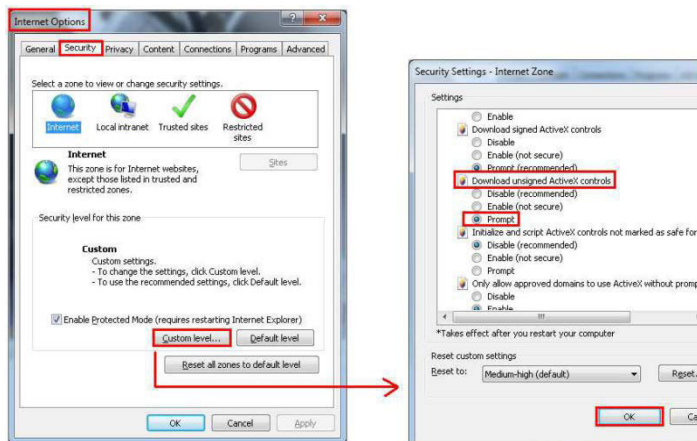 Internet Options
General Security Privacy Content Connections Programs Advanced
Select a zone to view or change security settings.
Internet Local intranet Trusted sites Restricted
sites
Internet
This zone is for Internet websites,
except those listed in trusted and
restricted zones.
Sites
Security level for this zone
Custom
Custom settings.
- To change the settings, click Custom level.
- To use the recommended settings, click Default level.
Enable Protected Mode (requires restarting Internet Explorer)
Custom level... Default level
Reset all zones to default level
OK Cancel Apply
Security Settings - Internet Zone
Settings
Enable
Download signed ActiveX controls
Disable
Enable (not secure)
Prompt (recommended)
Download unsigned ActiveX controls
Disable (recommended)
Enable (not secure)
Prompt
Initialize and script ActiveX controls not marked as safe for
Disable (recommended)
Enable (not secure)
Prompt
Only allow approved domains to use ActiveX without promp
Disable
Enable
*Takes effect after you restart your computer
Reset custom settings
Reset to: Medium-high (default) Reset.
OK Ca